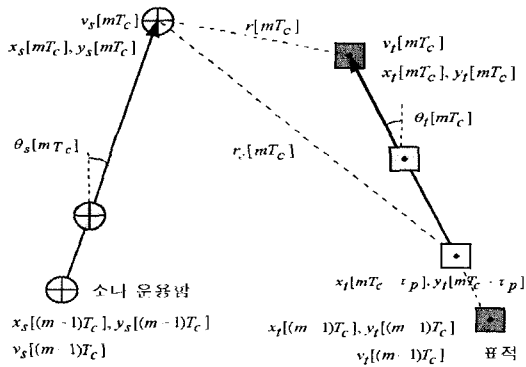 v_s[mT_c]
x_s[mT_c], y_s[mT_c]
r[mT_c]
v_t[mT_c]
x_t[mT_c], y_t[mT_c]
θ_s[mT_c]
θ_t[mT_c]
r.[mT_c]
소나 운용함
x_s[(m-1)T_c], y_s[(m-1)T_c]
v_s[(m-1)T_c]
x_t[mT_c - τ_p], y_t[mT_c - τ_p]
x_t[(m-1)T_c], y_t[(m-1)T_c]
v_t[(m-1)T_c]
표적